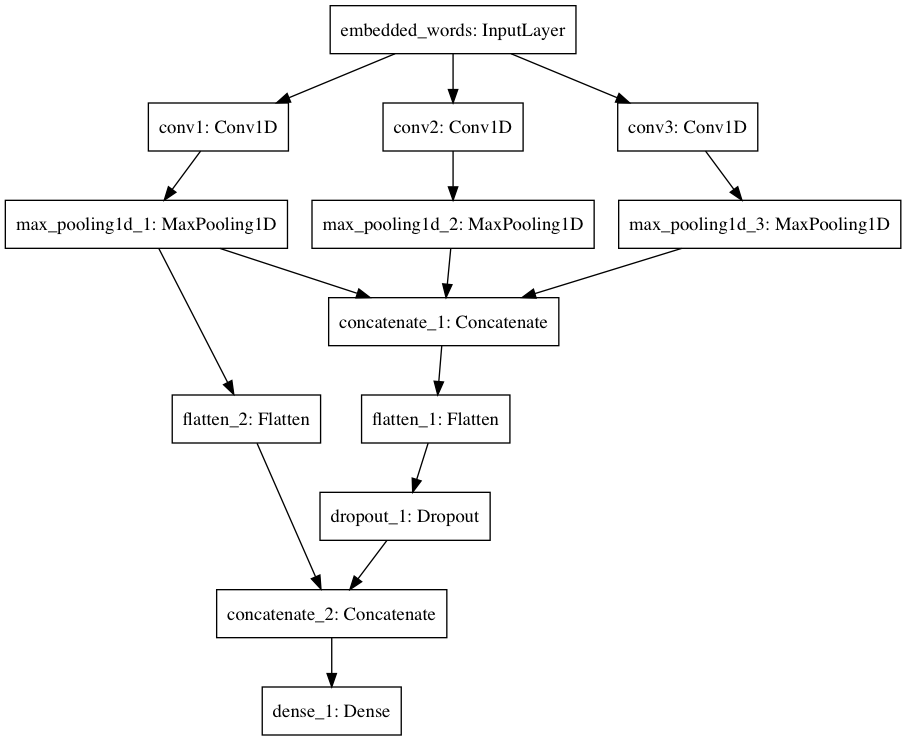 embedded_words: InputLayer
conv1: Conv1D
conv2: Conv1D
conv3: Conv1D
max_pooling1d_1: MaxPooling1D
max_pooling1d_2: MaxPooling1D
max_pooling1d_3: MaxPooling1D
concatenate_1: Concatenate
flatten_2: Flatten
flatten_1: Flatten
dropout_1: Dropout
concatenate_2: Concatenate
dense_1: Dense